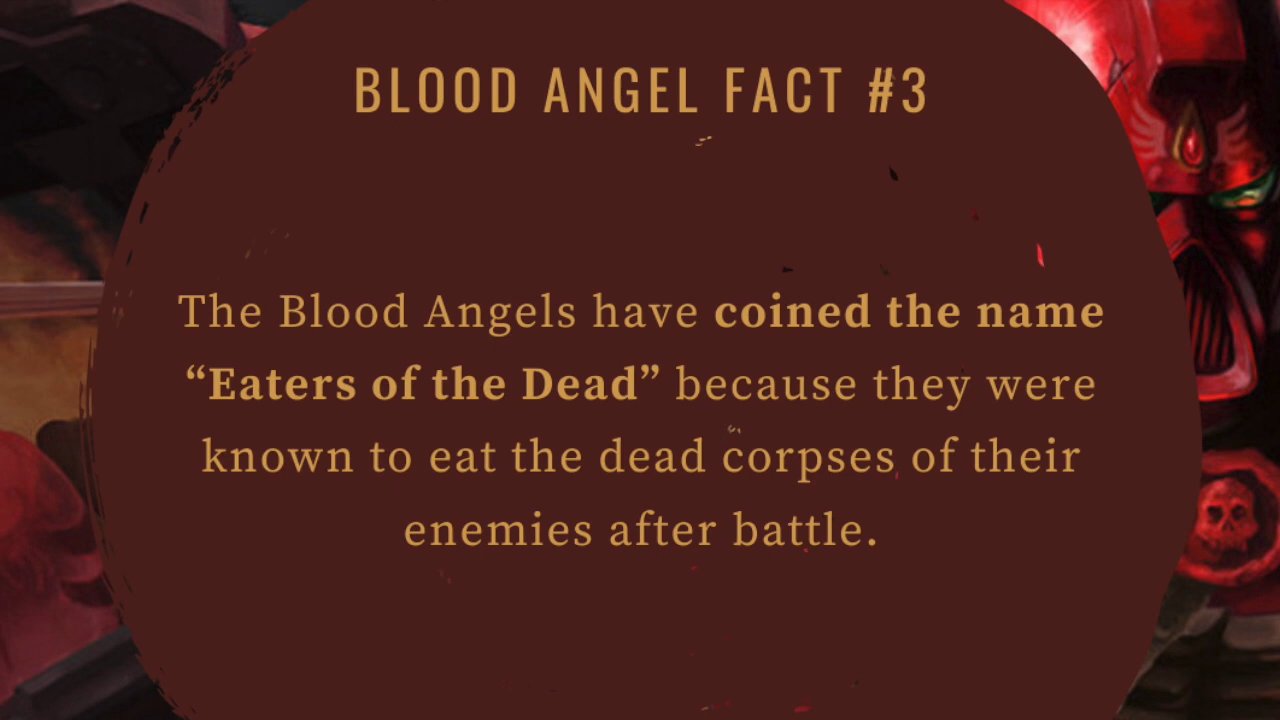 BLOOD ANGEL FACT #3
The Blood Angels have coined the name
“Eaters of the Dead” because they were
known to eat the dead corpses of their
enemies after battle.